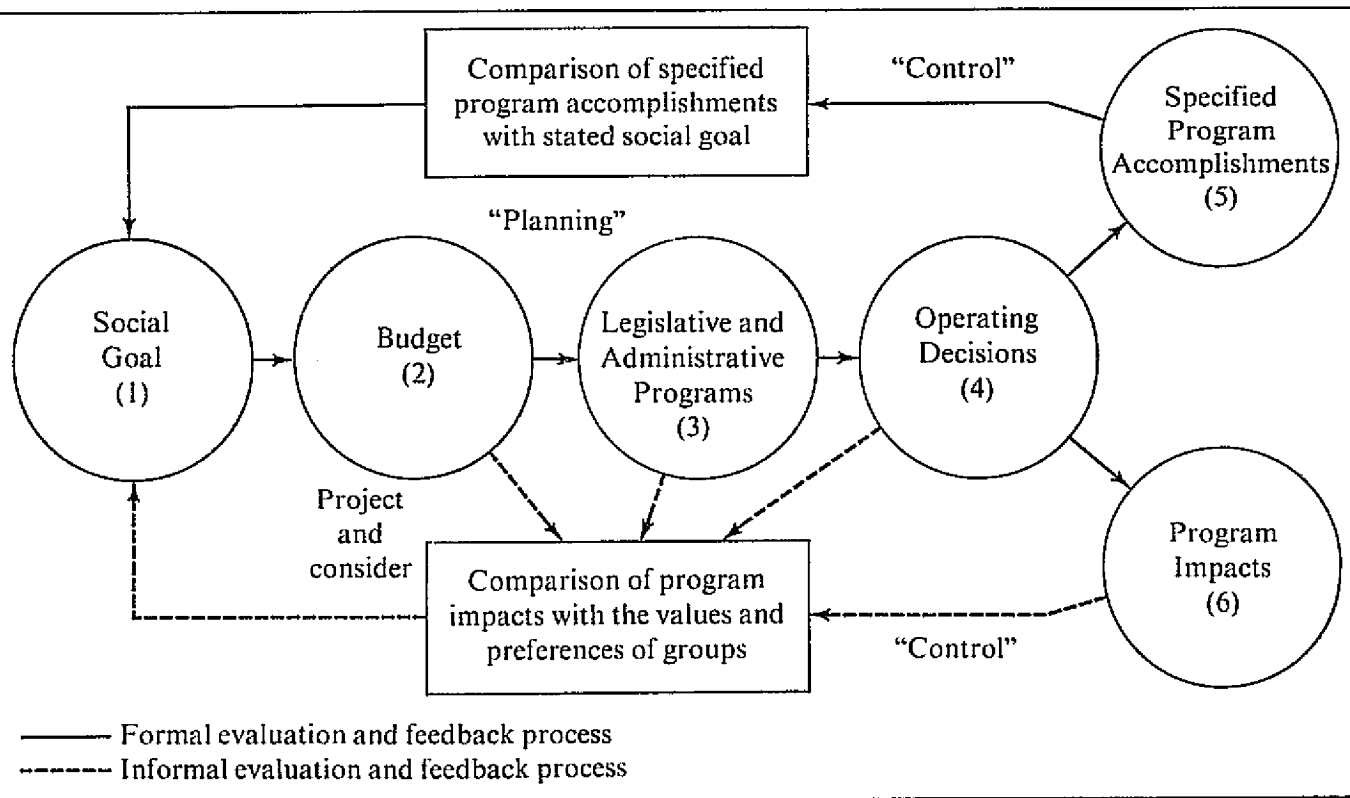 Comparison of specified
program accomplishments
with stated social goal
“Control”
Specified
Program
Accomplishments
(5)
“Planning”
Social
Goal
(1)
Budget
(2)
Legislative and
Administrative
Programs
(3)
Operating
Decisions
(4)
Project
and
consider
Comparison of program
impacts with the values and
preferences of groups
“Control”
Program
Impacts
(6)
Formal evaluation and feedback process
Informal evaluation and feedback process